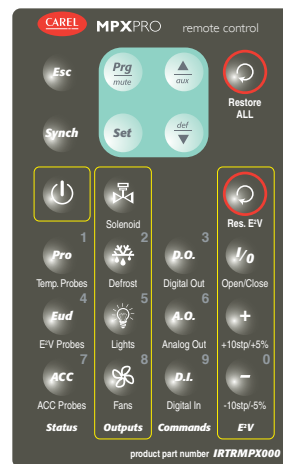 CAREL MPXPRO remote control
Esc Prg mute aux
Restore ALL
Synch Set def
Solenoid Res. E²V
1 2 3
Pro D.O. I/0
Temp. Probes Defrost Digital Out Open/Close
4 5 6
Eud A.O. +
E²V Probes Lights Analog Out +10stp/+5%
7 8 9 0
ACC D.I. -
ACC Probes Fans Digital In -10stp/-5%
Status Outputs Commands E²V
product part number IRTRMPX000